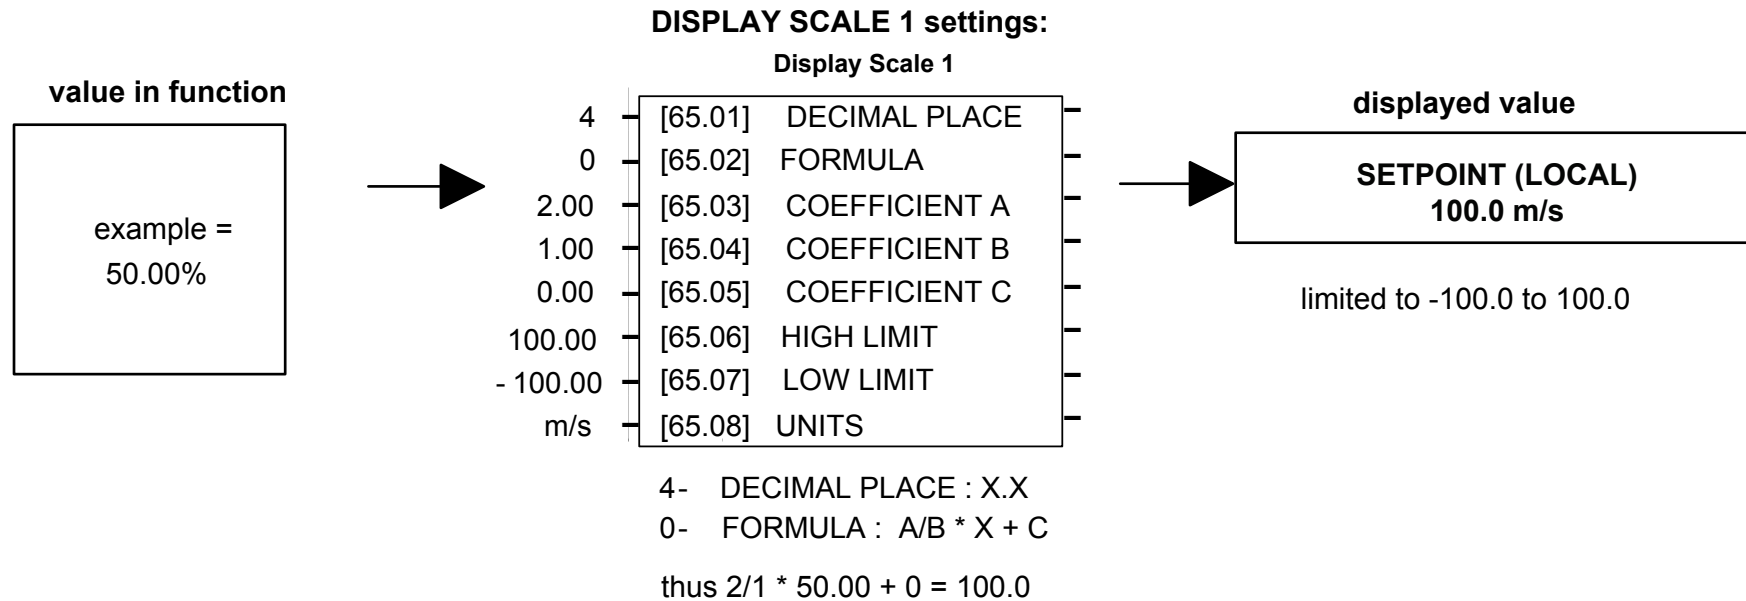 DISPLAY SCALE 1 settings:
Display Scale 1
value in function
example =
50.00%
4 [65.01] DECIMAL PLACE
0 [65.02] FORMULA
2.00 [65.03] COEFFICIENT A
1.00 [65.04] COEFFICIENT B
0.00 [65.05] COEFFICIENT C
100.00 [65.06] HIGH LIMIT
- 100.00 [65.07] LOW LIMIT
m/s [65.08] UNITS
4- DECIMAL PLACE : X.X
0- FORMULA : A/B * X + C
thus 2/1 * 50.00 + 0 = 100.0
displayed value
SETPOINT (LOCAL)
100.0 m/s
limited to -100.0 to 100.0